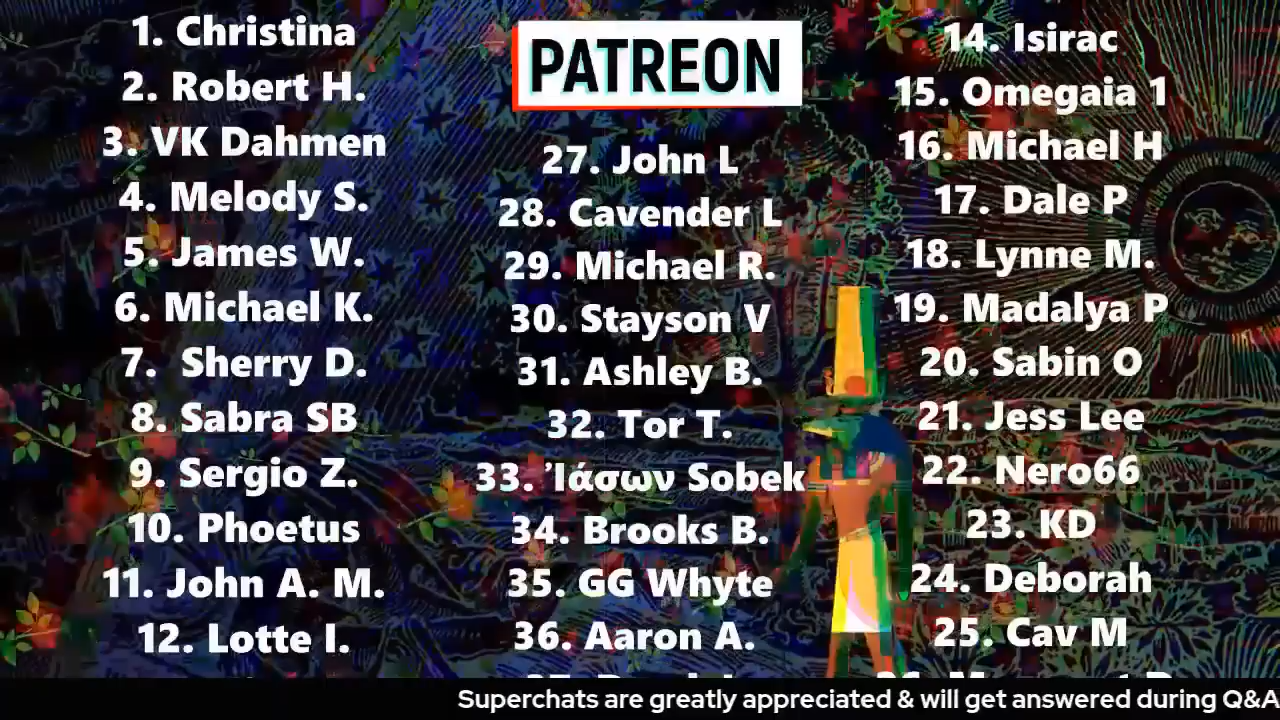 1. Christina
2. Robert H.
3. VK Dahmen
4. Melody S.
5. James W.
6. Michael K.
7. Sherry D.
8. Sabra SB
9. Sergio Z.
10. Phoetus
11. John A. M.
12. Lotte I.
PATREON
27. John L
28. Cavender L
29. Michael R.
30. Stayson V
31. Ashley B.
32. Tor T.
33. Ἰάσων Sobek
34. Brooks B.
35. GG Whyte
36. Aaron A.
14. Isirac
15. Omegaia 1
16. Michael H
17. Dale P
18. Lynne M.
19. Madalya P
20. Sabin O
21. Jess Lee
22. Nero66
23. KD
24. Deborah
25. Cav M
Superchats are greatly appreciated & will get answered during Q&A